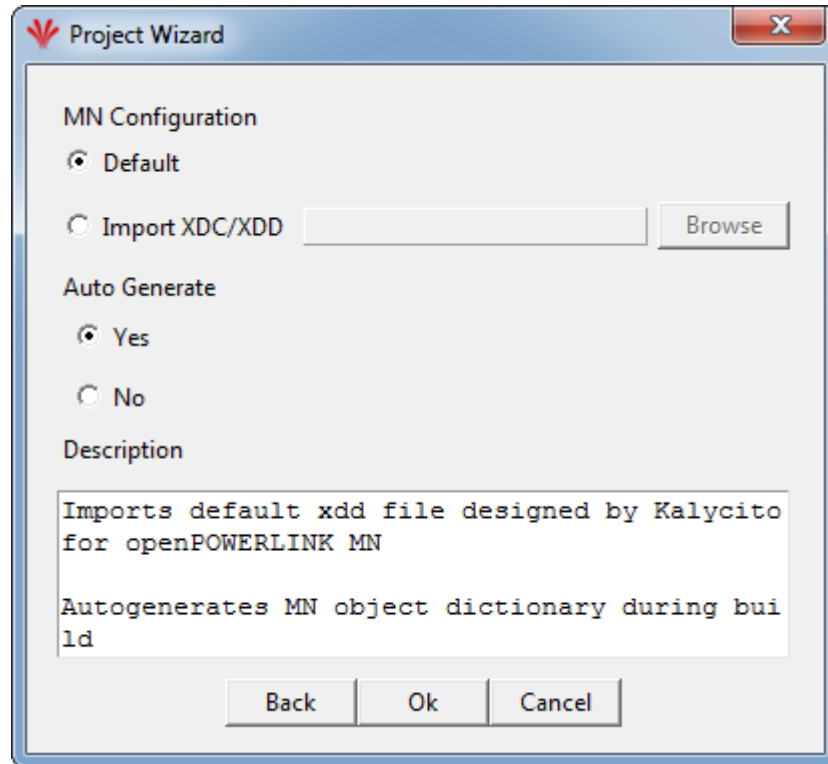 Project Wizard
MN Configuration
Default
Import XDC/XDD Browse
Auto Generate
Yes
No
Description
Imports default xdd file designed by Kalycito
for openPOWERLINK MN
Autogenerates MN object dictionary during bui
ld
Back Ok Cancel